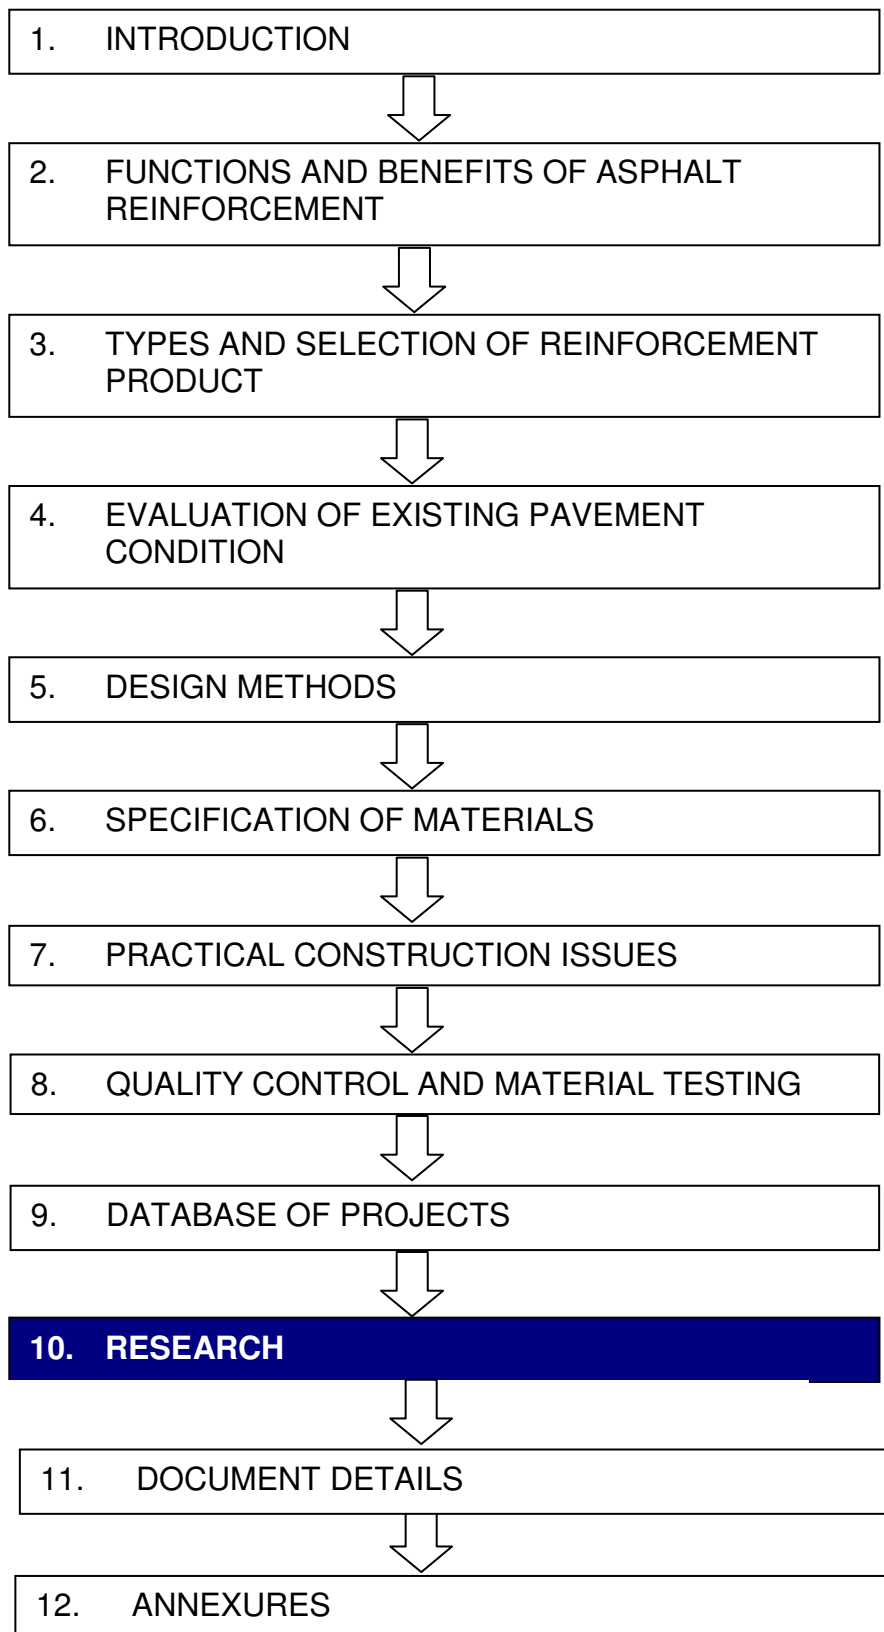 1. INTRODUCTION
2. FUNCTIONS AND BENEFITS OF ASPHALT
REINFORCEMENT
3. TYPES AND SELECTION OF REINFORCEMENT
PRODUCT
4. EVALUATION OF EXISTING PAVEMENT
CONDITION
5. DESIGN METHODS
6. SPECIFICATION OF MATERIALS
7. PRACTICAL CONSTRUCTION ISSUES
8. QUALITY CONTROL AND MATERIAL TESTING
9. DATABASE OF PROJECTS
10. RESEARCH
11. DOCUMENT DETAILS
12. ANNEXURES